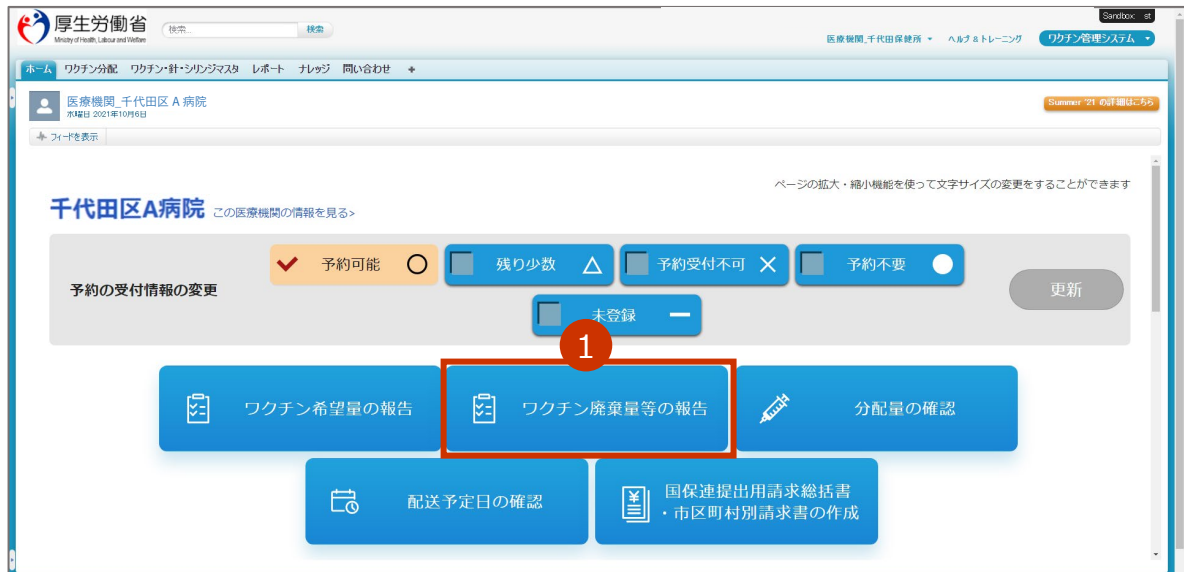 Sandbox: st
厚生労働省
Ministry of Health, Labour and Welfare
検索...
検索
医療機関_千代田保健所
ヘルプ & トレーニング
ワクチン管理システム
ホーム ワクチン分配 ワクチン・針・シリンジマスタ レポート ナレッジ 問い合わせ +
医療機関_千代田区 A 病院
水曜日 2021年10月6日
Summer '21 の詳細はこちら
フィードを表示
ページの拡大・縮小機能を使って文字サイズの変更をすることができます
千代田区A病院 この医療機関の情報を見る>
予約の受付情報の変更
予約可能
残り少数
予約受付不可
予約不要
未登録
更新
1
ワクチン希望量の報告
ワクチン廃棄量等の報告
分配量の確認
配送予定日の確認
国保連提出用請求総括書
・市区町村別請求書の作成